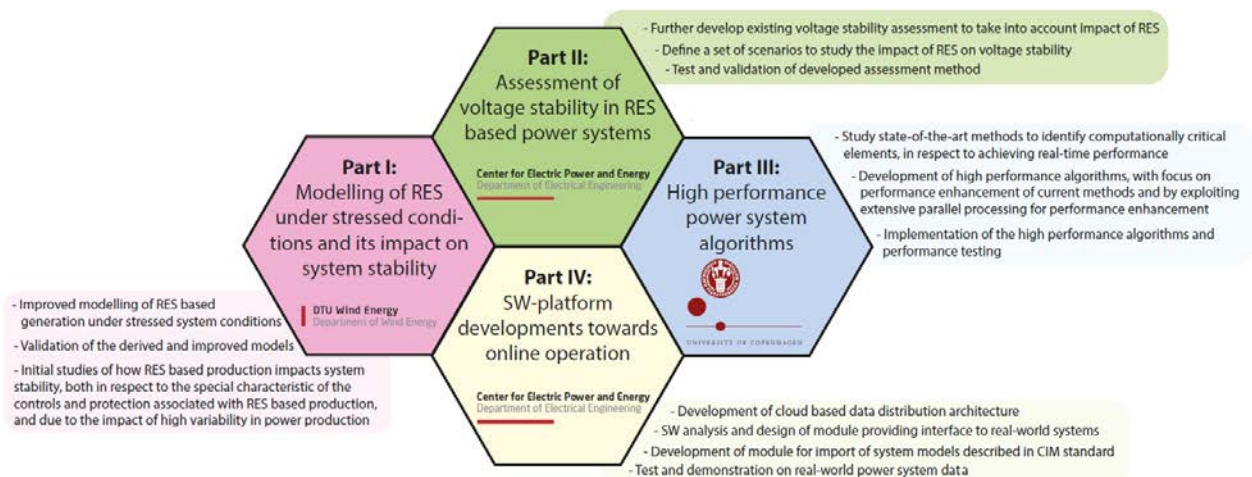 Part II:
Assessment of
voltage stability in RES
based power systems
Center for Electric Power and Energy
Department of Electrical Engineering
- Further develop existing voltage stability assessment to take into account impact of RES
- Define a set of scenarios to study the impact of RES on voltage stability
- Test and validation of developed assessment method
Part I:
Modelling of RES
under stressed condi-
tions and its impact on
system stability
DTU Wind Energy
Department of Wind Energy
- Improved modelling of RES based
generation under stressed system conditions
- Validation of the derived and improved models
- Initial studies of how RES based production impacts system
stability, both in respect to the special characteristic of the
controls and protection associated with RES based production,
and due to the impact of high variability in power production
Part III:
High performance
power system
algorithms
UNIVERSITY OF COPENHAGEN
- Study state-of-the-art methods to identify computationally critical
elements, in respect to achieving real-time performance
- Development of high performance algorithms, with focus on
performance enhancement of current methods and by exploiting
extensive parallel processing for performance enhancement
- Implementation of the high performance algorithms and
performance testing
Part IV:
SW-platform
developments towards
online operation
Center for Electric Power and Energy
Department of Electrical Engineering
- Development of cloud based data distribution architecture
- SW analysis and design of module providing interface to real-world systems
- Development of module for import of system models described in CIM standard
- Test and demonstration on real-world power system data